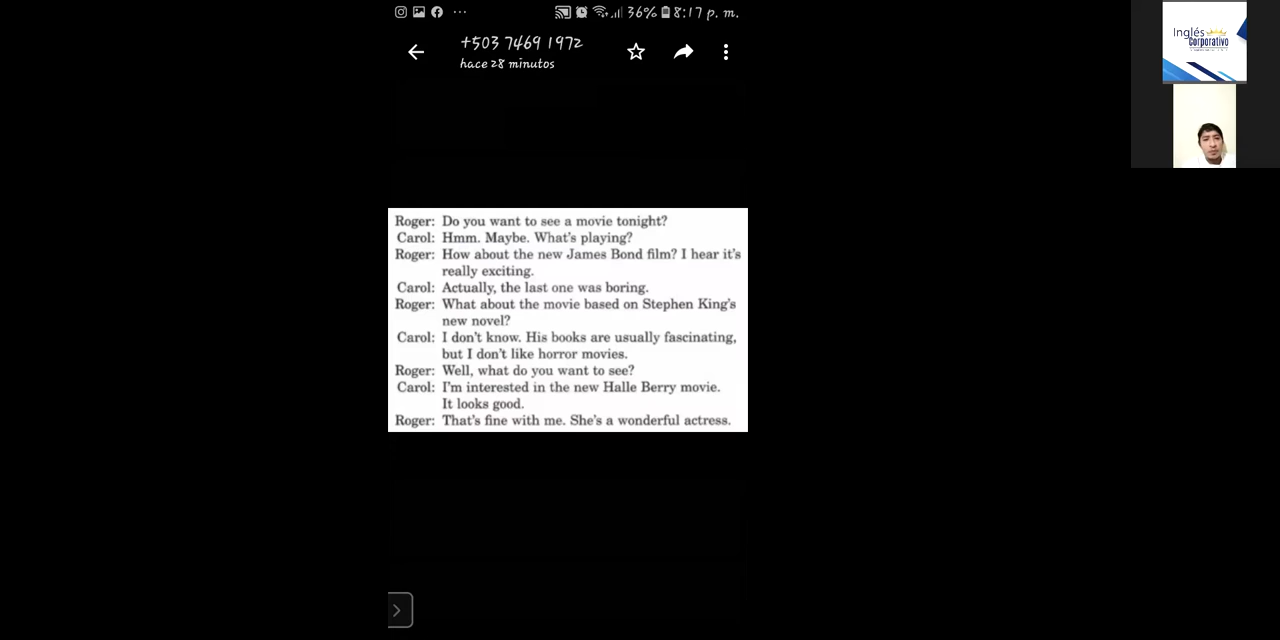 36% 8:17 p. m.
+503 7469 1972
hace 28 minutos
Inglés
Corporativo
Roger: Do you want to see a movie tonight?
Carol: Hmm. Maybe. What's playing?
Roger: How about the new James Bond film? I hear it's
really exciting.
Carol: Actually, the last one was boring.
Roger: What about the movie based on Stephen King's
new novel?
Carol: I don't know. His books are usually fascinating,
but I don't like horror movies.
Roger: Well, what do you want to see?
Carol: I'm interested in the new Halle Berry movie.
It looks good.
Roger: That's fine with me. She's a wonderful actress.